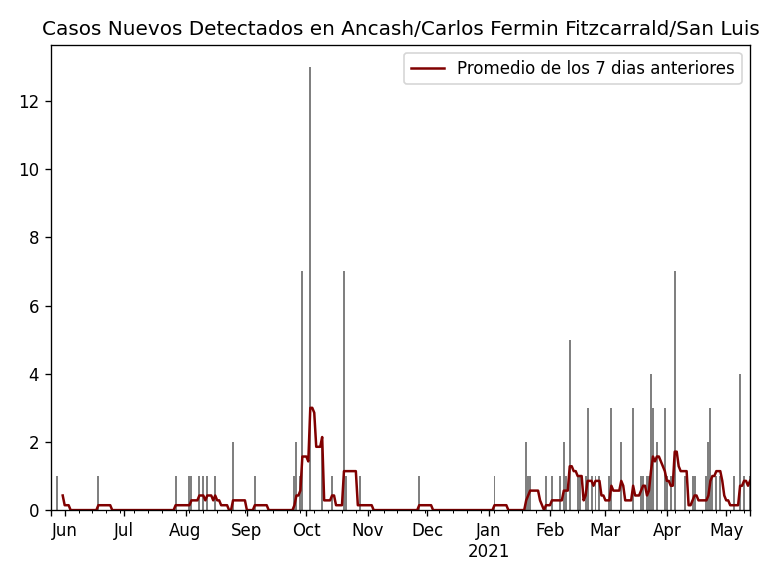 Casos Nuevos Detectados en Ancash/Carlos Fermin Fitzcarrald/San Luis
Promedio de los 7 dias anteriores
12
10
8
6
4
2
0
Jun Jul Aug Sep Oct Nov Dec Jan Feb Mar Apr May
2021